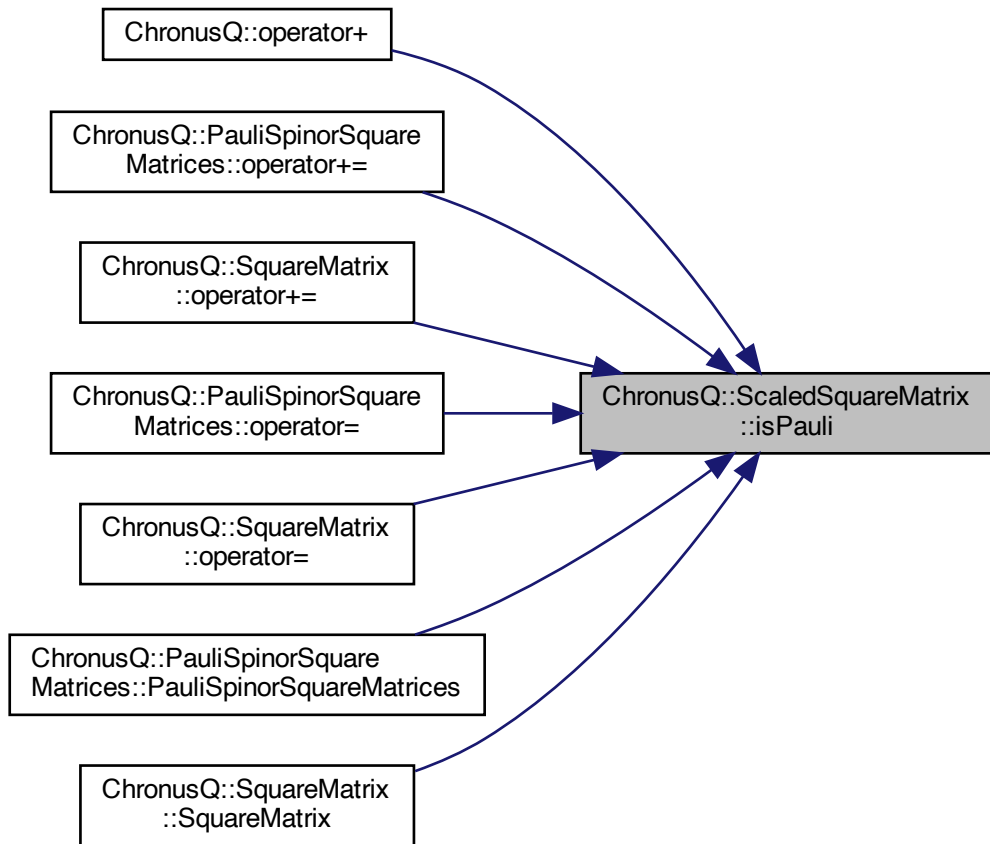 ChronusQ::operator+
ChronusQ::PauliSpinorSquare
Matrices::operator+=
ChronusQ::SquareMatrix
::operator+=
ChronusQ::PauliSpinorSquare
Matrices::operator=
ChronusQ::ScaledSquareMatrix
::isPauli
ChronusQ::SquareMatrix
::operator=
ChronusQ::PauliSpinorSquare
Matrices::PauliSpinorSquareMatrices
ChronusQ::SquareMatrix
::SquareMatrix